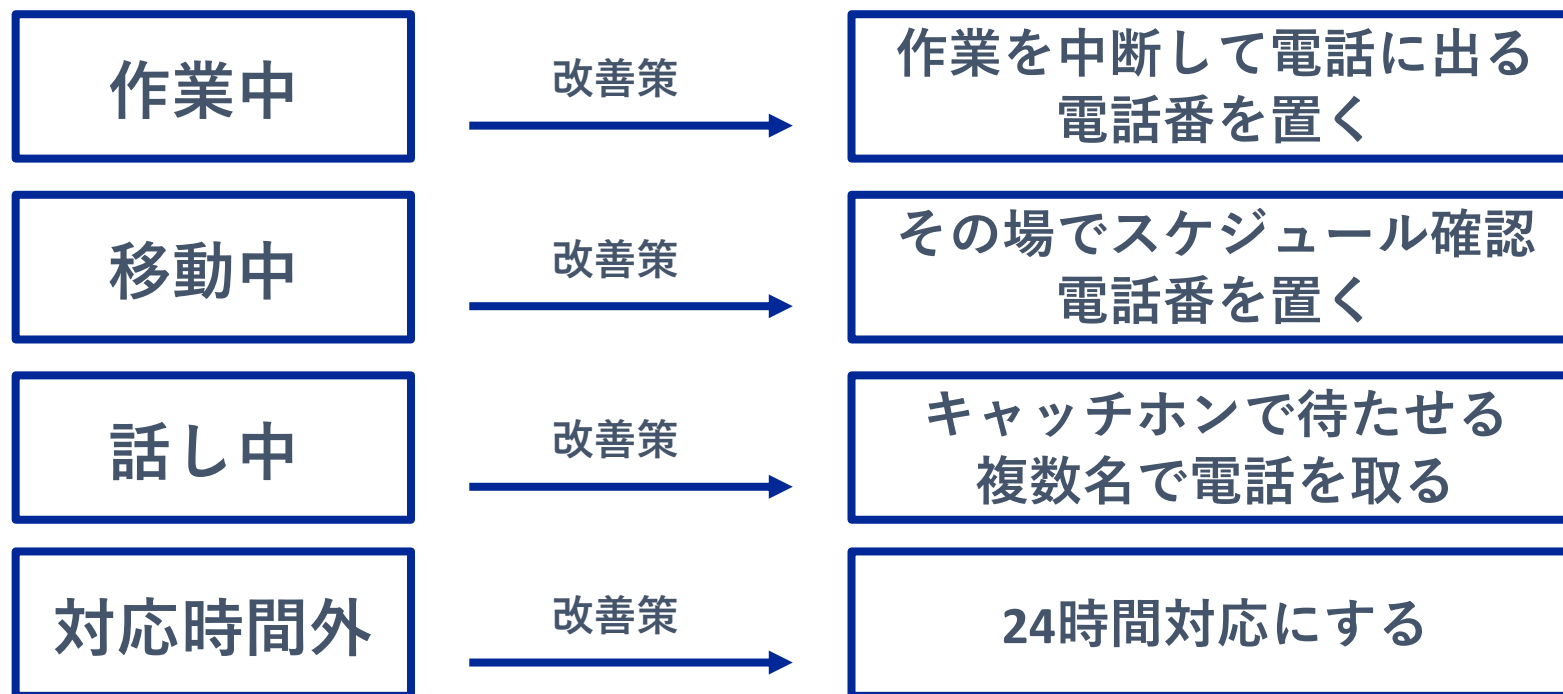 作業中
改善策
作業を中断して電話に出る
電話番を置く
移動中
改善策
その場でスケジュール確認
電話番を置く
話し中
改善策
キャッチホンで待たせる
複数名で電話を取る
対応時間外
改善策
24時間対応にする